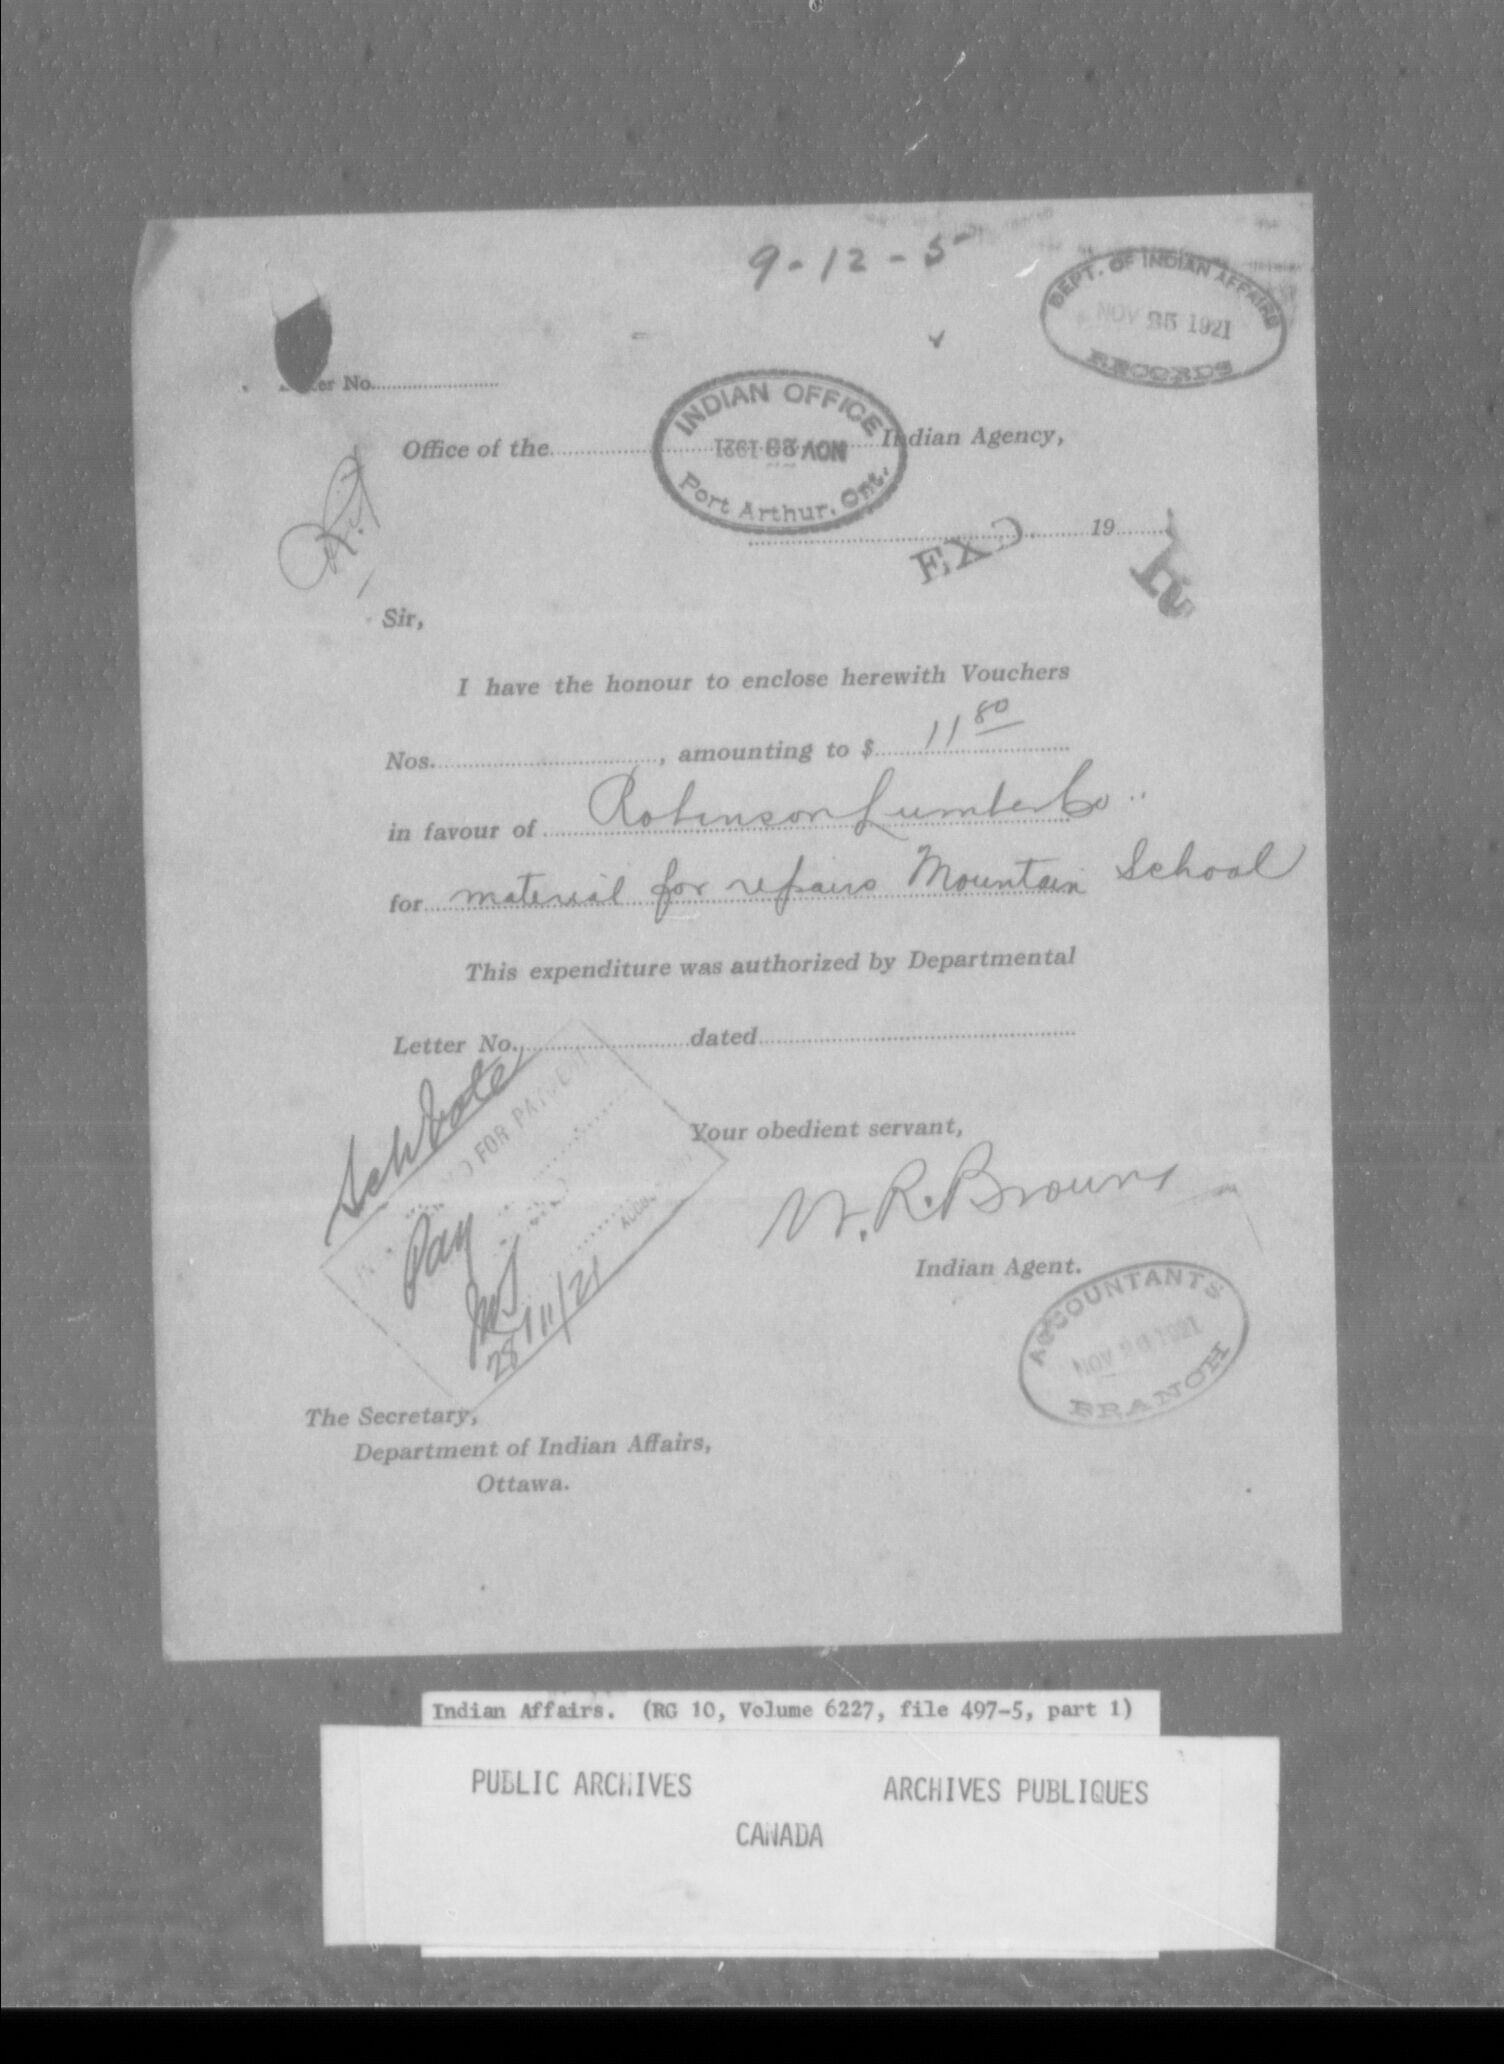 9-12-5
DEPT. OF INDIAN AFFAIRS
NOV 25 1921
RECORDS
Letter No.
INDIAN OFFICE
Office of the Indian Agency,
NOV 1921
Port Arthur. Ont.
19
Sir,
I have the honour to enclose herewith Vouchers
Nos. , amounting to $ 11 80
in favour of Robinson Lumber Co
for material for repairs Mountain School
This expenditure was authorized by Departmental
Letter No. dated
Sch Vote
FOR PAYMENT
Your obedient servant,
W. R. Brown
Pay
28/11/21
Indian Agent.
ACCOUNTANTS
NOV 26 1921
BRANCH
The Secretary,
Department of Indian Affairs,
Ottawa.
Indian Affairs. (RG 10, Volume 6227, file 497-5, part 1)
PUBLIC ARCHIVES ARCHIVES PUBLIQUES
CANADA